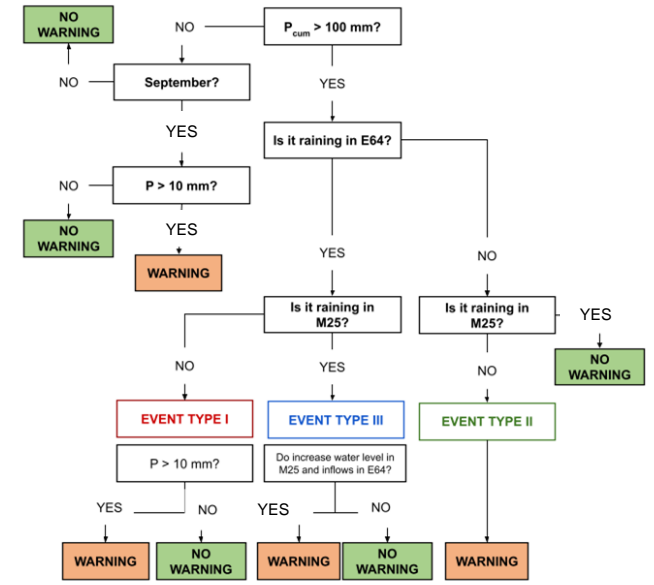 NO
WARNING
NO
P_cum > 100 mm?
NO
September?
YES
YES
Is it raining in E64?
NO
P > 10 mm?
YES
NO
WARNING
WARNING
YES
NO
Is it raining in
M25?
Is it raining in
M25?
YES
NO
WARNING
NO
YES
NO
EVENT TYPE I
EVENT TYPE III
EVENT TYPE II
P > 10 mm?
Do increase water level in
M25 and inflows in E64?
YES
NO
YES
NO
WARNING
NO
WARNING
WARNING
NO
WARNING
WARNING